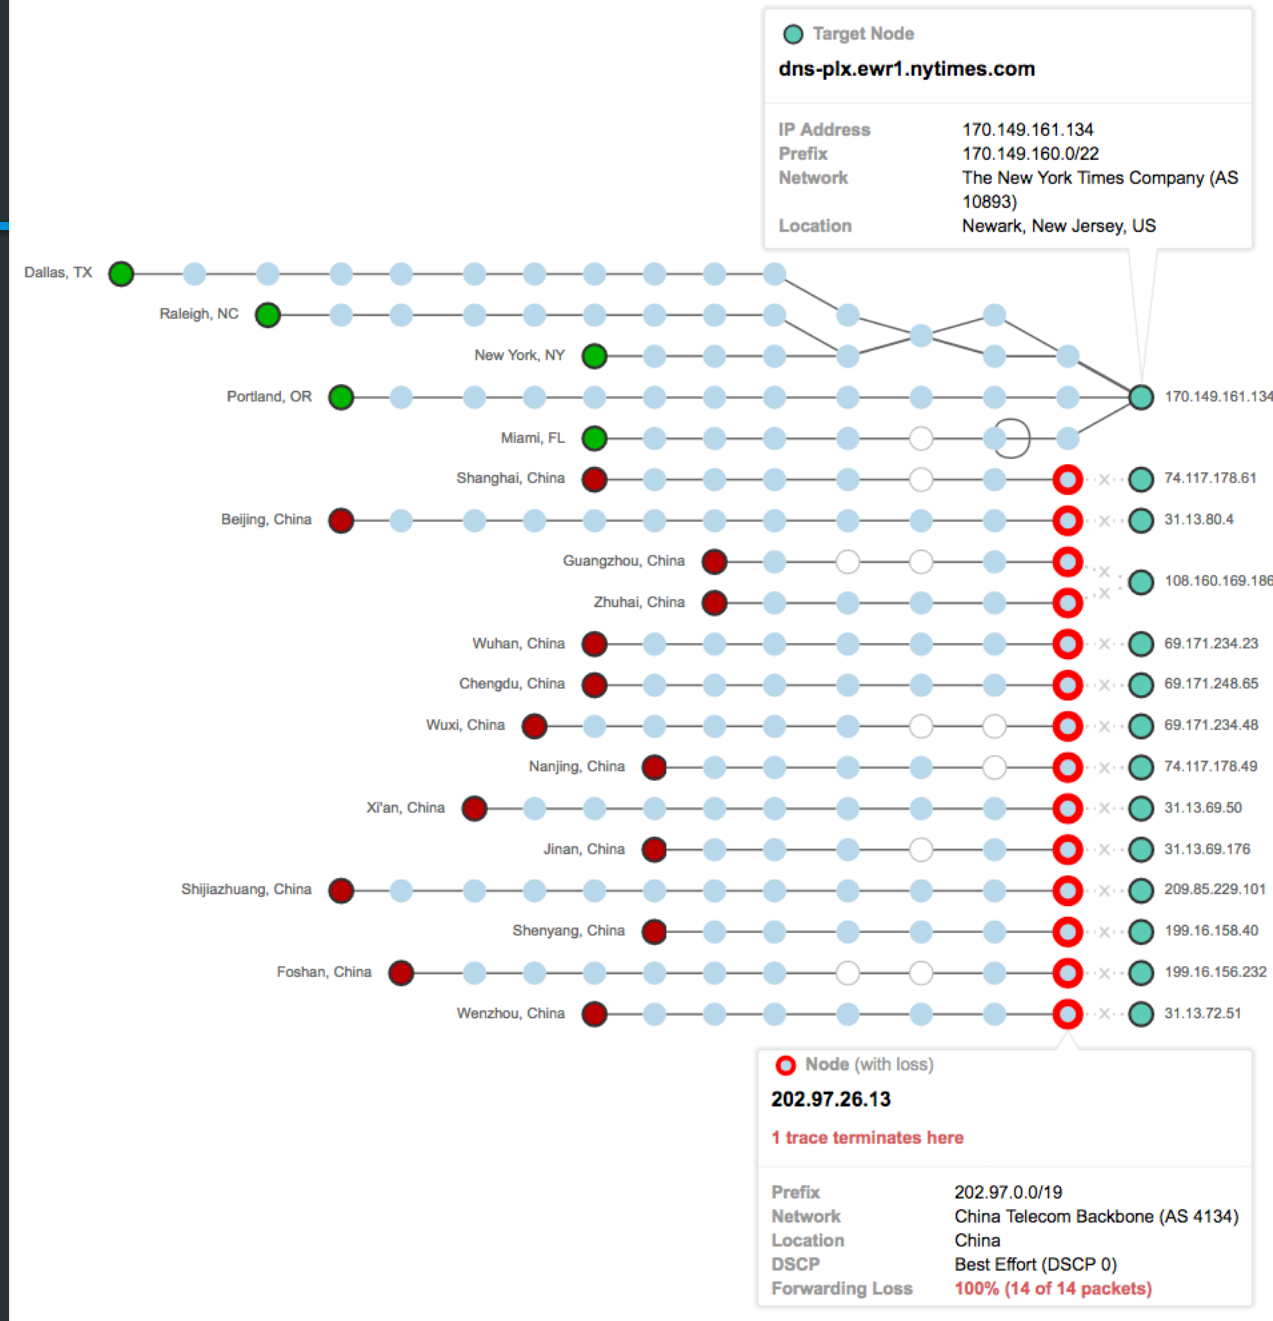 Target Node
dns-plx.ewr1.nytimes.com
IP Address 170.149.161.134
Prefix 170.149.160.0/22
Network The New York Times Company (AS
10893)
Location Newark, New Jersey, US
Dallas, TX
Raleigh, NC
New York, NY
Portland, OR 170.149.161.134
Miami, FL
Shanghai, China x 74.117.178.61
Beijing, China x 31.13.80.4
Guangzhou, China x
108.160.169.186
Zhuhai, China x
Wuhan, China x 69.171.234.23
Chengdu, China x 69.171.248.65
Wuxi, China x 69.171.234.48
Nanjing, China x 74.117.178.49
Xi'an, China x 31.13.69.50
Jinan, China x 31.13.69.176
Shijiazhuang, China x 209.85.229.101
Shenyang, China x 199.16.158.40
Foshan, China x 199.16.156.232
Wenzhou, China x 31.13.72.51
Node (with loss)
202.97.26.13
1 trace terminates here
Prefix 202.97.0.0/19
Network China Telecom Backbone (AS 4134)
Location China
DSCP Best Effort (DSCP 0)
Forwarding Loss 100% (14 of 14 packets)